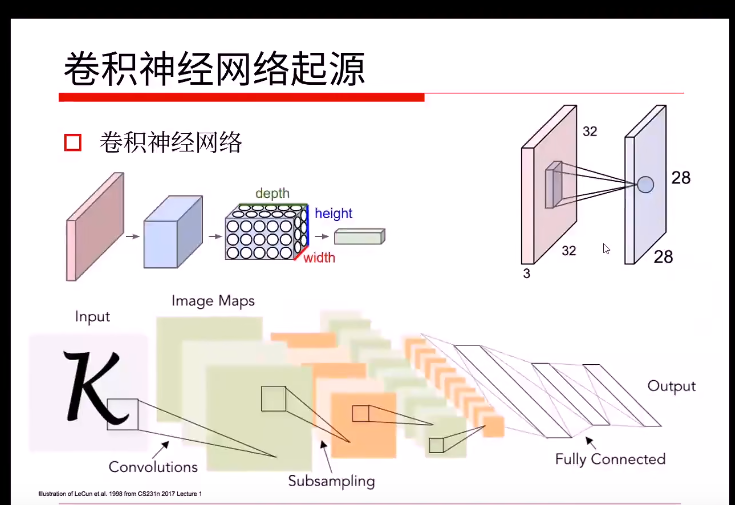 卷积神经网络起源
卷积神经网络
depth
height
width
32
28
32
28
3
Image Maps
Input
K
Output
Convolutions
Subsampling
Fully Connected
Illustration of LeCun et al. 1998 from CS231n 2017 Lecture 1